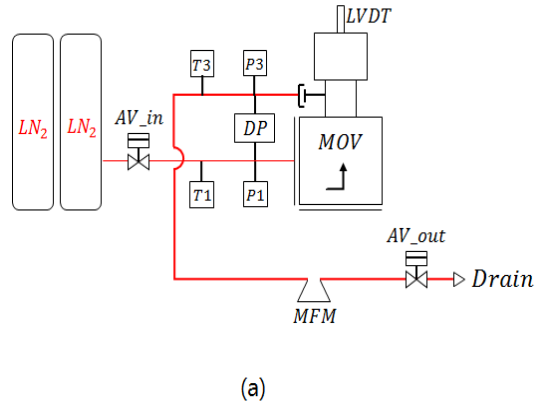 LVDT
T3
P3
LN2
LN2
AV_in
DP
MOV
T1
P1
AV_out
Drain
MFM
(a)